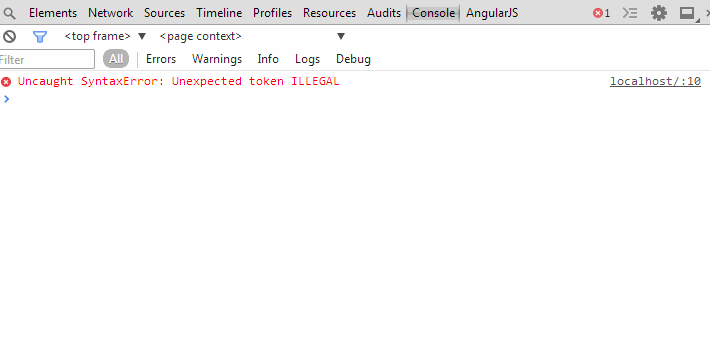 Elements Network Sources Timeline Profiles Resources Audits Console AngularJS 1
<top frame> <page context>
Filter All Errors Warnings Info Logs Debug
Uncaught SyntaxError: Unexpected token ILLEGAL localhost/:10